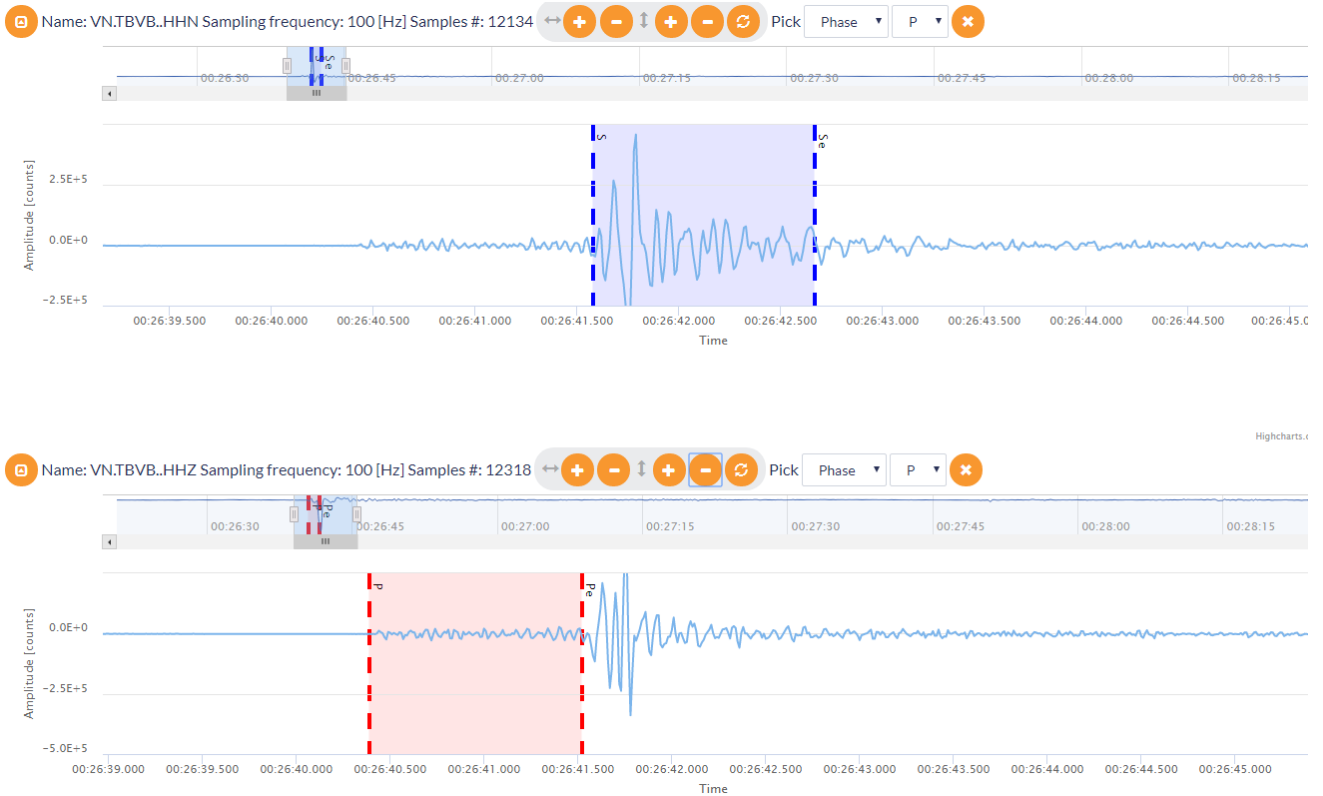 Name: VN.TBVB..HHN Sampling frequency: 100 [Hz] Samples #: 12134 Pick Phase P
S Se
00:26:30 00:26:45 00:27:00 00:27:15 00:27:30 00:27:45 00:28:00 00:28:15
S Se
Amplitude [counts]
2.5E+5
0.0E+0
−2.5E+5
00:26:39.500 00:26:40.000 00:26:40.500 00:26:41.000 00:26:41.500 00:26:42.000 00:26:42.500 00:26:43.000 00:26:43.500 00:26:44.000 00:26:44.500 00:26:45.0
Time
Highcharts.c
Name: VN.TBVB..HHZ Sampling frequency: 100 [Hz] Samples #: 12318 Pick Phase P
P Pe
00:26:30 00:26:45 00:27:00 00:27:15 00:27:30 00:27:45 00:28:00 00:28:15
P Pe
Amplitude [counts]
0.0E+0
−2.5E+5
−5.0E+5
00:26:39.000 00:26:39.500 00:26:40.000 00:26:40.500 00:26:41.000 00:26:41.500 00:26:42.000 00:26:42.500 00:26:43.000 00:26:43.500 00:26:44.000 00:26:44.500 00:26:45.000
Time